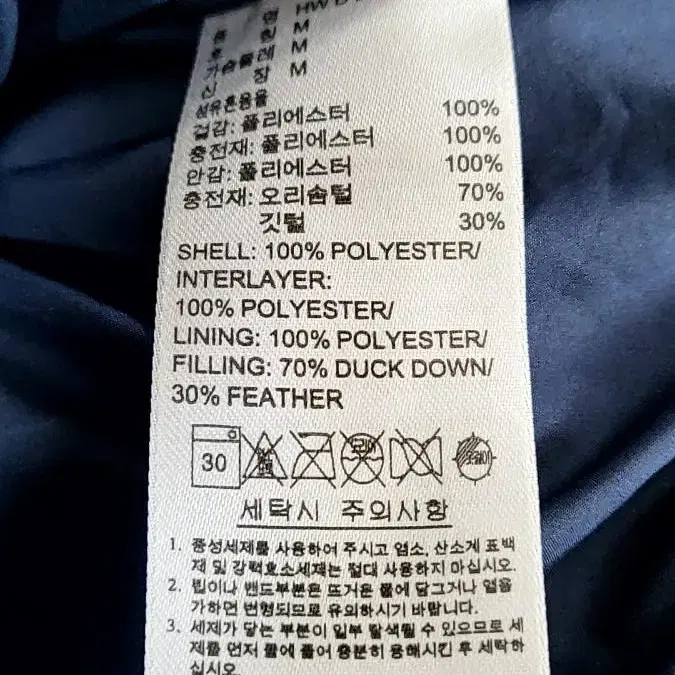 품 명 HW D
호 칭 M
가슴둘레 M
신 장 M
섬유혼용율
겉감: 폴리에스터 100%
충전재: 폴리에스터 100%
안감: 폴리에스터 100%
충전재: 오리솜털 70%
깃털 30%
SHELL: 100% POLYESTER/
INTERLAYER:
100% POLYESTER/
LINING: 100% POLYESTER/
FILLING: 70% DUCK DOWN/
30% FEATHER
30
세탁시 주의사항
1. 중성세제를 사용하여 주시고 염소, 산소계 표백
제 및 강력효소세제는 절대 사용하지 마십시오.
2. 립이나 밴드부분은 뜨거운 물에 담그거나 열을
가하면 변형되므로 유의하시기 바랍니다.
3. 세제가 닿는 부분이 일부 탈색될 수 있으므로 세
제를 먼저 물에 풀어 충분히 용해시킨 후 세탁하
십시오